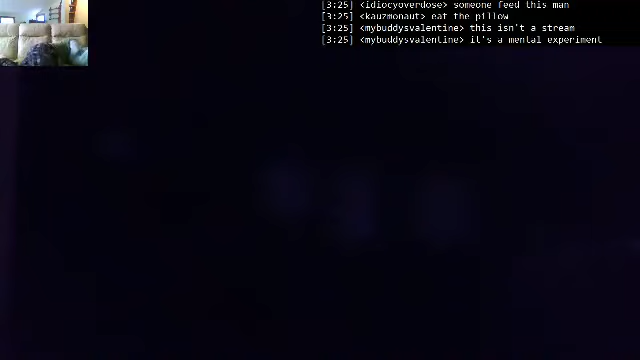 [3:25] <idiocyoverdose> someone feed this man
[3:25] <kauzmonaut> eat the pillow
[3:25] <mybuddysvalentine> this isn't a stream
[3:25] <mybuddysvalentine> it's a mental experiment